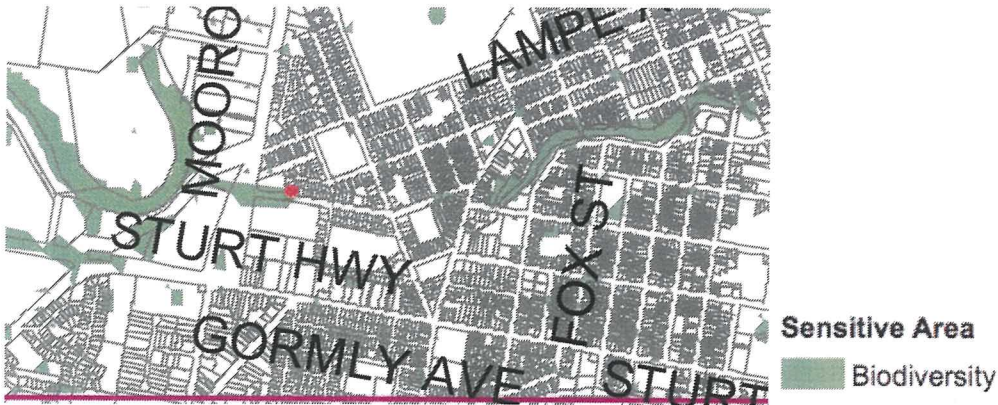 MOORO
LAMPE A
STURT HWY
FOX ST
GORMLY AVE
STURT
Sensitive Area
Biodiversity